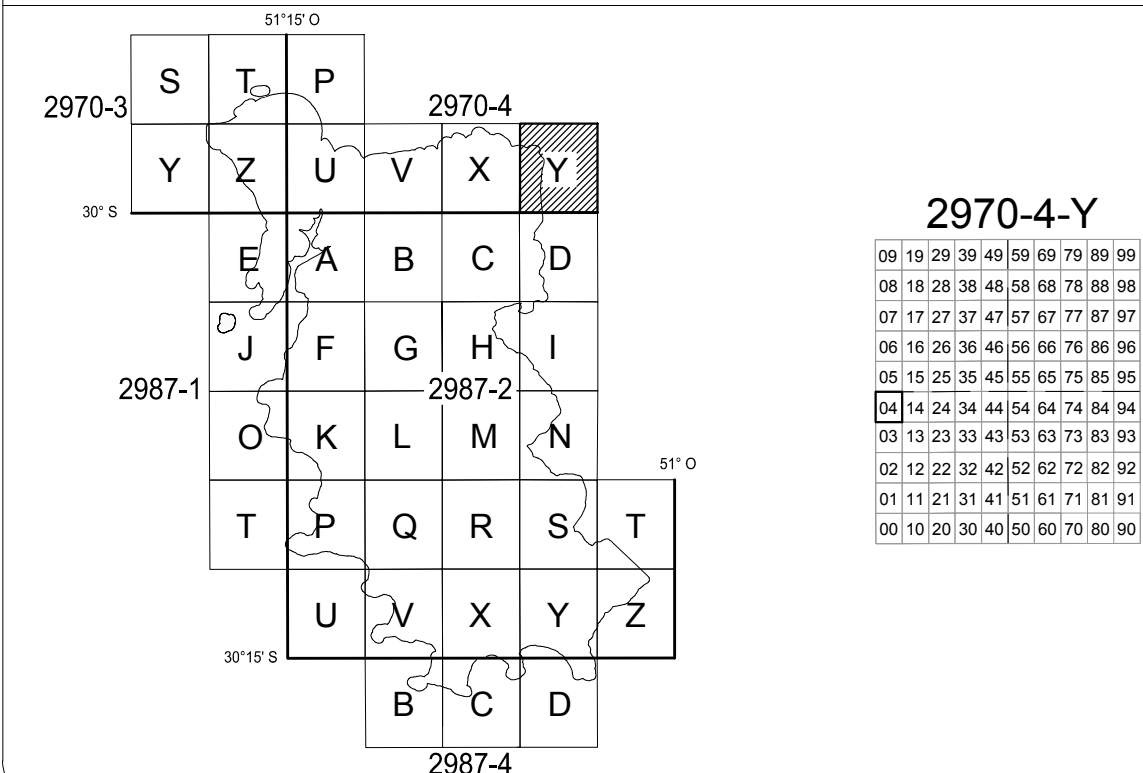 51°15' O
S T P
2970-3 2970-4
Y Z U V X Y
30° S
E A B C D
J F G H I
2987-1 2987-2
O K L M N
51° O
T P Q R S T
U V X Y Z
30°15' S
B C D
2987-4
2970-4-Y
09 19 29 39 49 59 69 79 89 99
08 18 28 38 48 58 68 78 88 98
07 17 27 37 47 57 67 77 87 97
06 16 26 36 46 56 66 76 86 96
05 15 25 35 45 55 65 75 85 95
04 14 24 34 44 54 64 74 84 94
03 13 23 33 43 53 63 73 83 93
02 12 22 32 42 52 62 72 82 92
01 11 21 31 41 51 61 71 81 91
00 10 20 30 40 50 60 70 80 90